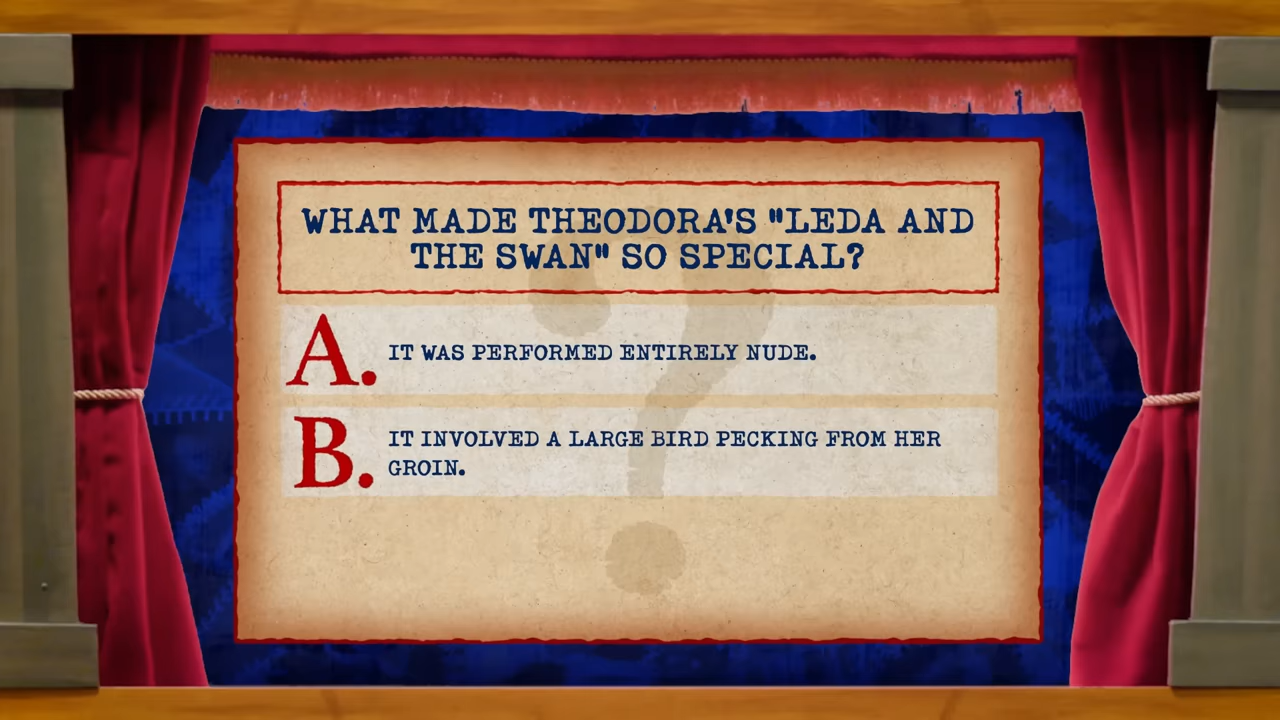 WHAT MADE THEODORA'S "LEDA AND
THE SWAN" SO SPECIAL?
A. IT WAS PERFORMED ENTIRELY NUDE.
B. IT INVOLVED A LARGE BIRD PECKING FROM HER
GROIN.